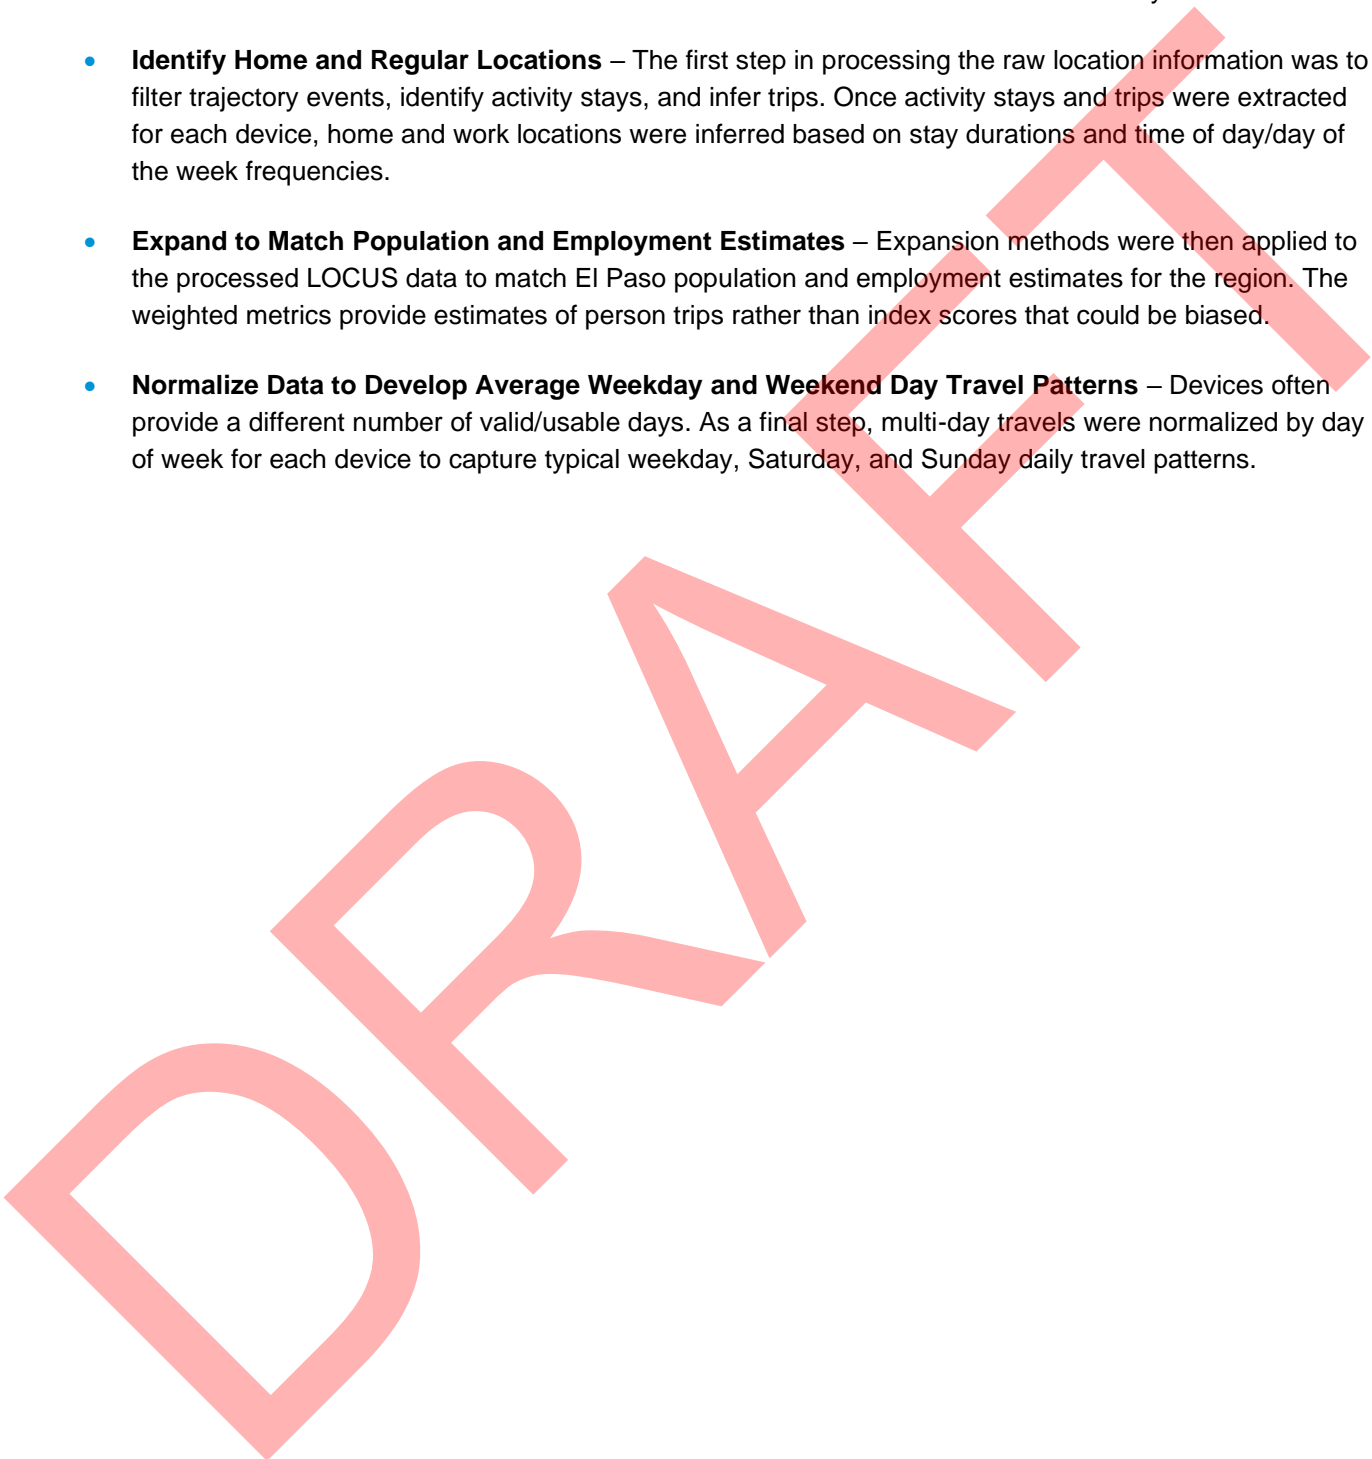 • Identify Home and Regular Locations – The first step in processing the raw location information was to
filter trajectory events, identify activity stays, and infer trips. Once activity stays and trips were extracted
for each device, home and work locations were inferred based on stay durations and time of day/day of
the week frequencies.
• Expand to Match Population and Employment Estimates – Expansion methods were then applied to
the processed LOCUS data to match El Paso population and employment estimates for the region. The
weighted metrics provide estimates of person trips rather than index scores that could be biased.
• Normalize Data to Develop Average Weekday and Weekend Day Travel Patterns – Devices often
provide a different number of valid/usable days. As a final step, multi-day travels were normalized by day
of week for each device to capture typical weekday, Saturday, and Sunday daily travel patterns.
DRAFT